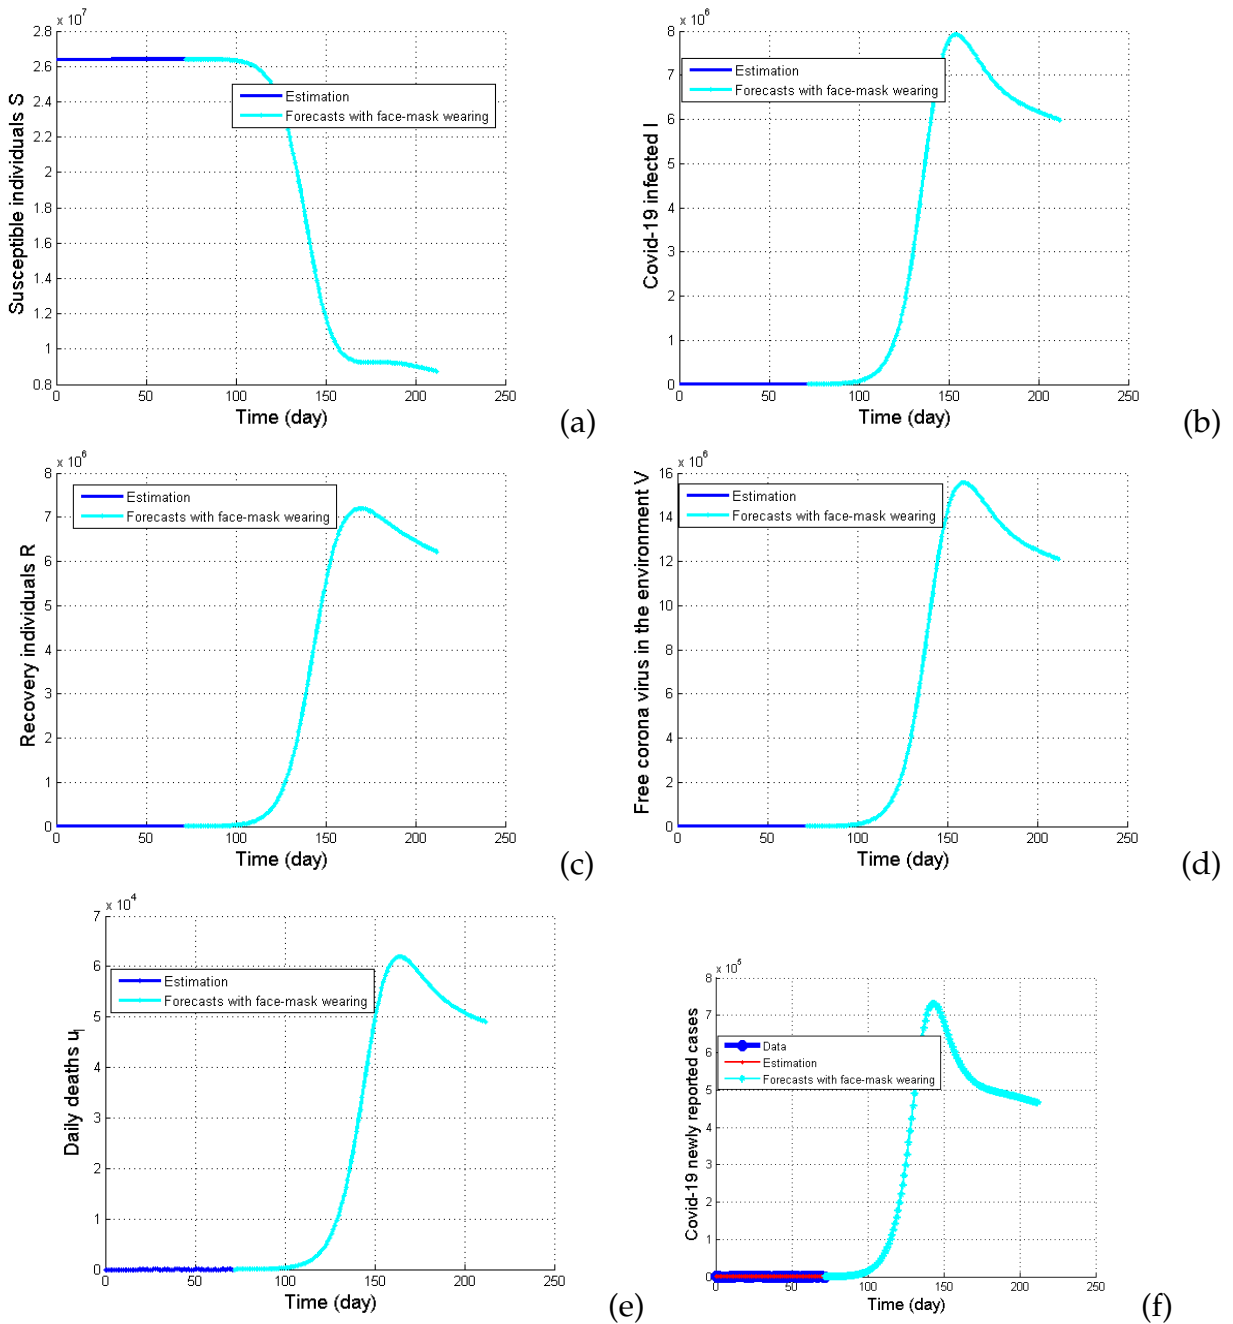 x 10^7
2.8
2.6
2.4
2.2
2
1.8
1.6
1.4
1.2
1
0.8
0 50 100 150 200 250
Susceptible individuals S
Time (day)
Estimation
Forecasts with face-mask wearing
(a)
x 10^6
8
7
6
5
4
3
2
1
0
0 50 100 150 200 250
Covid-19 infected I
Time (day)
Estimation
Forecasts with face-mask wearing
(b)
x 10^6
8
7
6
5
4
3
2
1
0
0 50 100 150 200 250
Recovery individuals R
Time (day)
Estimation
Forecasts with face-mask wearing
(c)
x 10^6
16
14
12
10
8
6
4
2
0
0 50 100 150 200 250
Free corona virus in the environment V
Time (day)
Estimation
Forecasts with face-mask wearing
(d)
x 10^4
7
6
5
4
3
2
1
0
0 50 100 150 200 250
Daily deaths u_I
Time (day)
Estimation
Forecasts with face-mask wearing
(e)
x 10^5
8
7
6
5
4
3
2
1
0
0 50 100 150 200 250
Covid-19 newly reported cases
Time (day)
Data
Estimation
Forecasts with face-mask wearing
(f)